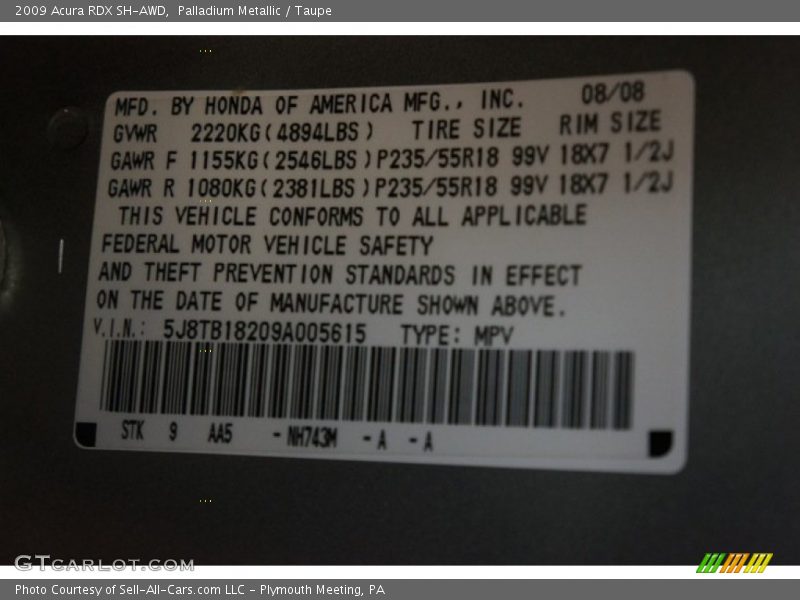 2009 Acura RDX SH-AWD,  Palladium Metallic / Taupe
MFD. BY HONDA OF AMERICA MFG., INC. 08/08
GVWR 2220KG(4894LBS) TIRE SIZE RIM SIZE
GAWR F 1155KG(2546LBS)P235/55R18 99V 18X7 1/2J
GAWR R 1080KG(2381LBS)P235/55R18 99V 18X7 1/2J
THIS VEHICLE CONFORMS TO ALL APPLICABLE
FEDERAL MOTOR VEHICLE SAFETY
AND THEFT PREVENTION STANDARDS IN EFFECT
ON THE DATE OF MANUFACTURE SHOWN ABOVE.
V.I.N.: 5J8TB18209A005615 TYPE: MPV
STK 9 AA5 -NH743M -A -A
GTCARLOT.COM
Photo Courtesy of Sell-All-Cars.com LLC - Plymouth Meeting, PA